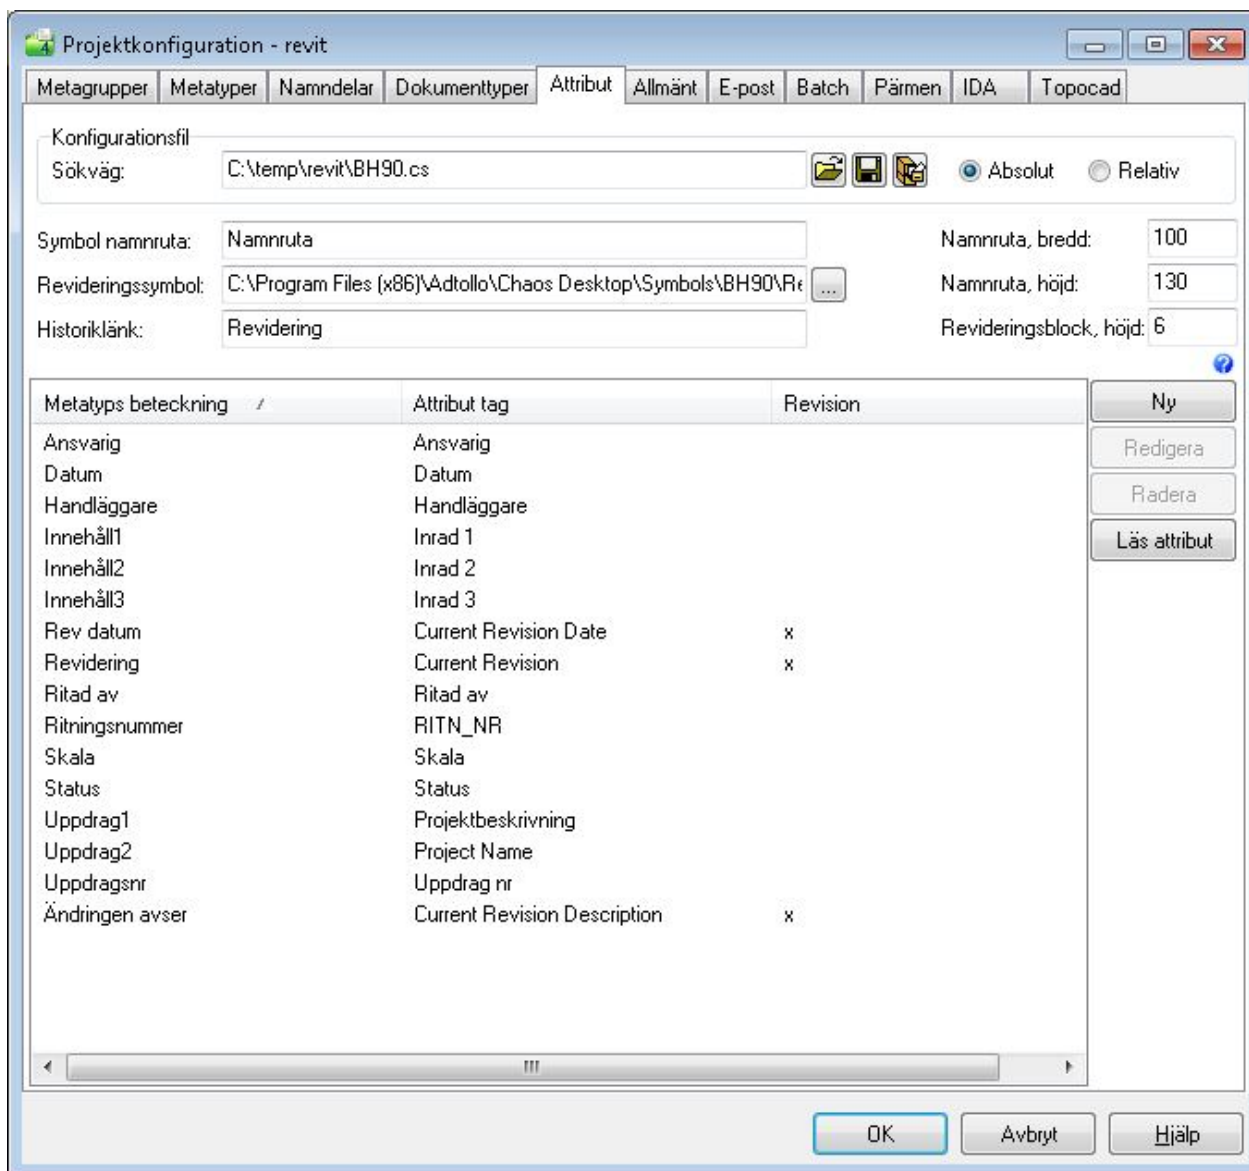 Projektkonfiguration - revit
Metagrupper Metatyper Namndelar Dokumenttyper Attribut Allmänt E-post Batch Pärmen IDA Topocad
Konfigurationsfil
Sökväg: C:\temp\revit\BH90.cs Absolut Relativ
Symbol namnruta: Namnruta Namnruta, bredd: 100
Revideringssymbol: C:\Program Files (x86)\Adtollo\Chaos Desktop\Symbols\BH90\Re ... Namnruta, höjd: 130
Historiklänk: Revidering Revideringsblock, höjd: 6
Metatyps beteckning Attribut tag Revision Ny
Ansvarig Ansvarig
Datum Datum Redigera
Handläggare Handläggare Radera
Innehåll1 Inrad 1 Läs attribut
Innehåll2 Inrad 2
Innehåll3 Inrad 3
Rev datum Current Revision Date x
Revidering Current Revision x
Ritad av Ritad av
Ritningsnummer RITN_NR
Skala Skala
Status Status
Uppdrag1 Projektbeskrivning
Uppdrag2 Project Name
Uppdragsnr Uppdrag nr
Ändringen avser Current Revision Description x
OK Avbryt Hjälp